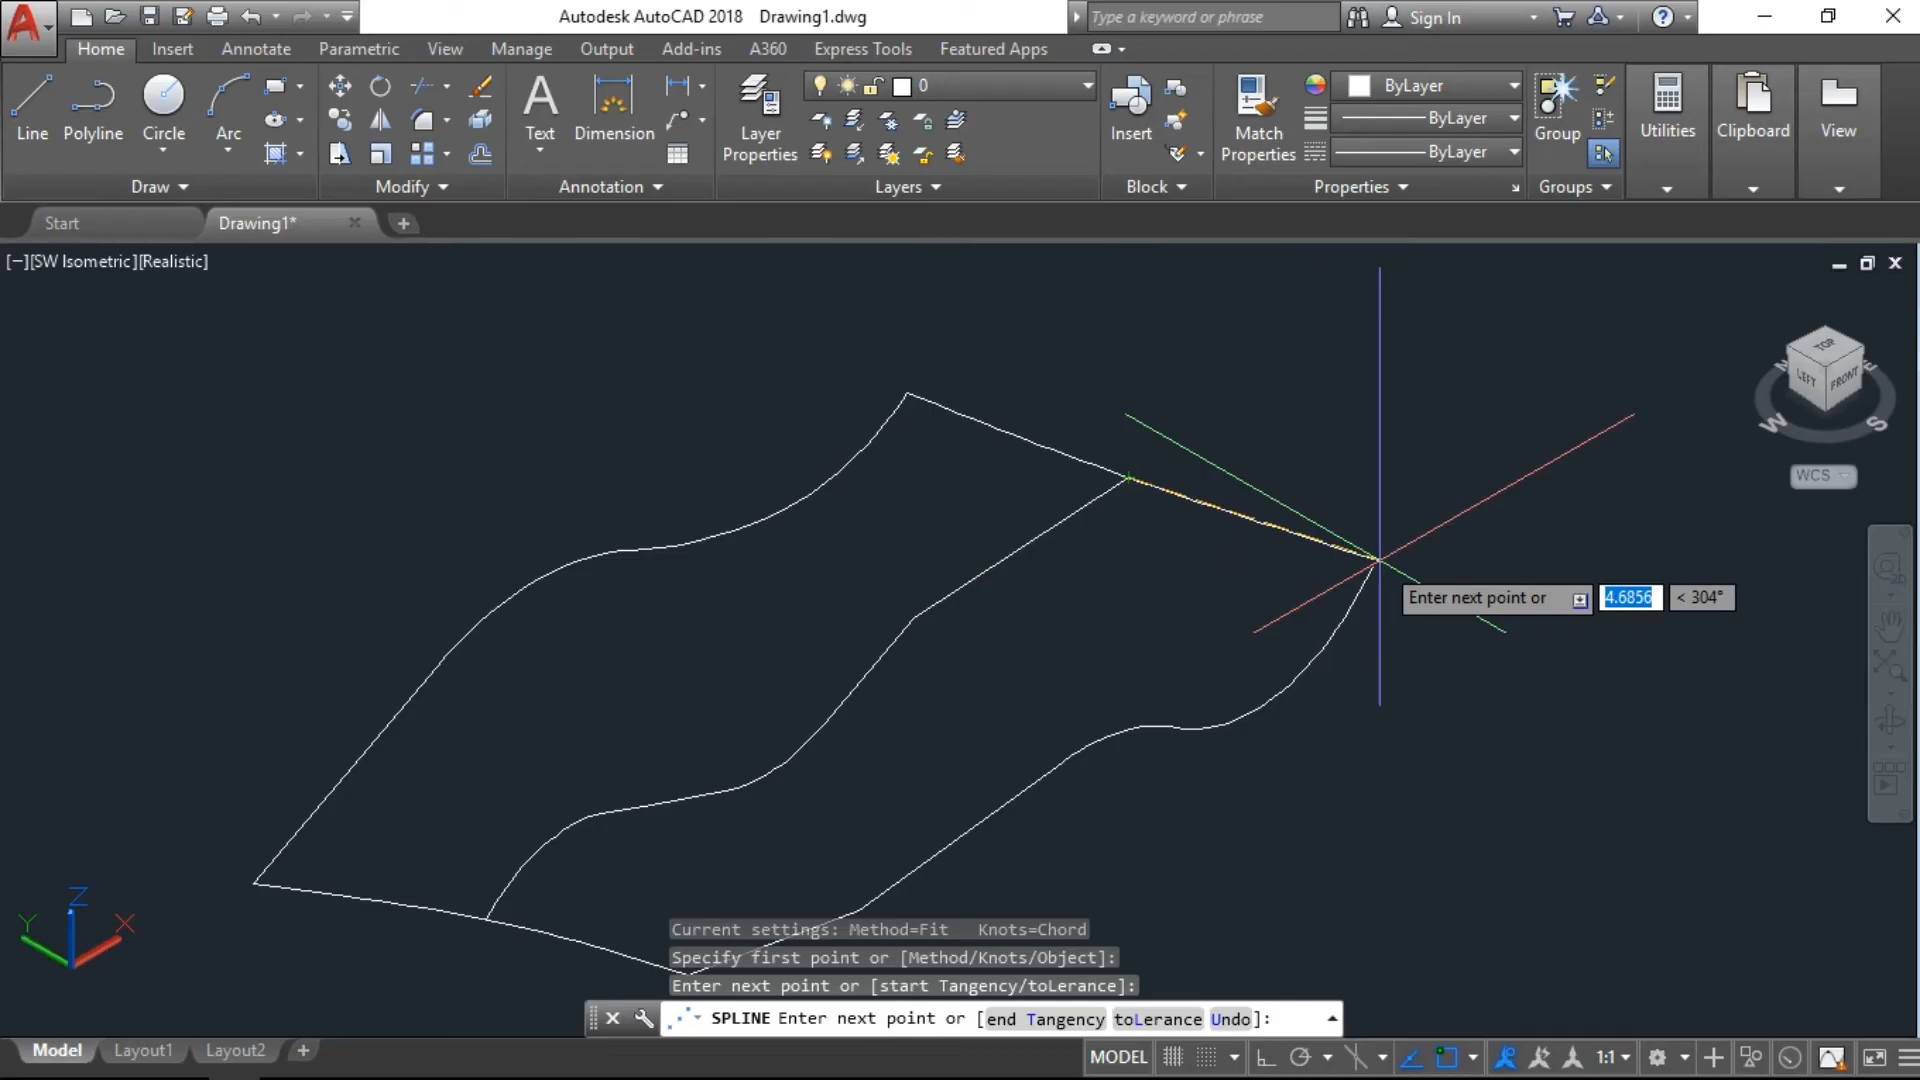 Autodesk AutoCAD 2018 Drawing1.dwg
Type a keyword or phrase
Sign In
Home Insert Annotate Parametric View Manage Output Add-ins A360 Express Tools Featured Apps
Line Polyline Circle Arc
Text Dimension
Layer Properties
0
Insert
Match Properties
ByLayer
ByLayer
ByLayer
Group
Utilities
Clipboard
View
Draw Modify Annotation Layers Block Properties Groups
Start Drawing1*
[−][SW Isometric][Realistic]
TOP
LEFT FRONT
N E
W S
WCS
2D
Enter next point or 4.6856 < 304°
Z
Y X
Current settings: Method=Fit Knots=Chord
Specify first point or [Method/Knots/Object]:
Enter next point or [start Tangency/toLerance]:
SPLINE Enter next point or [end Tangency toLerance Undo]:
Model Layout1 Layout2
MODEL 1:1